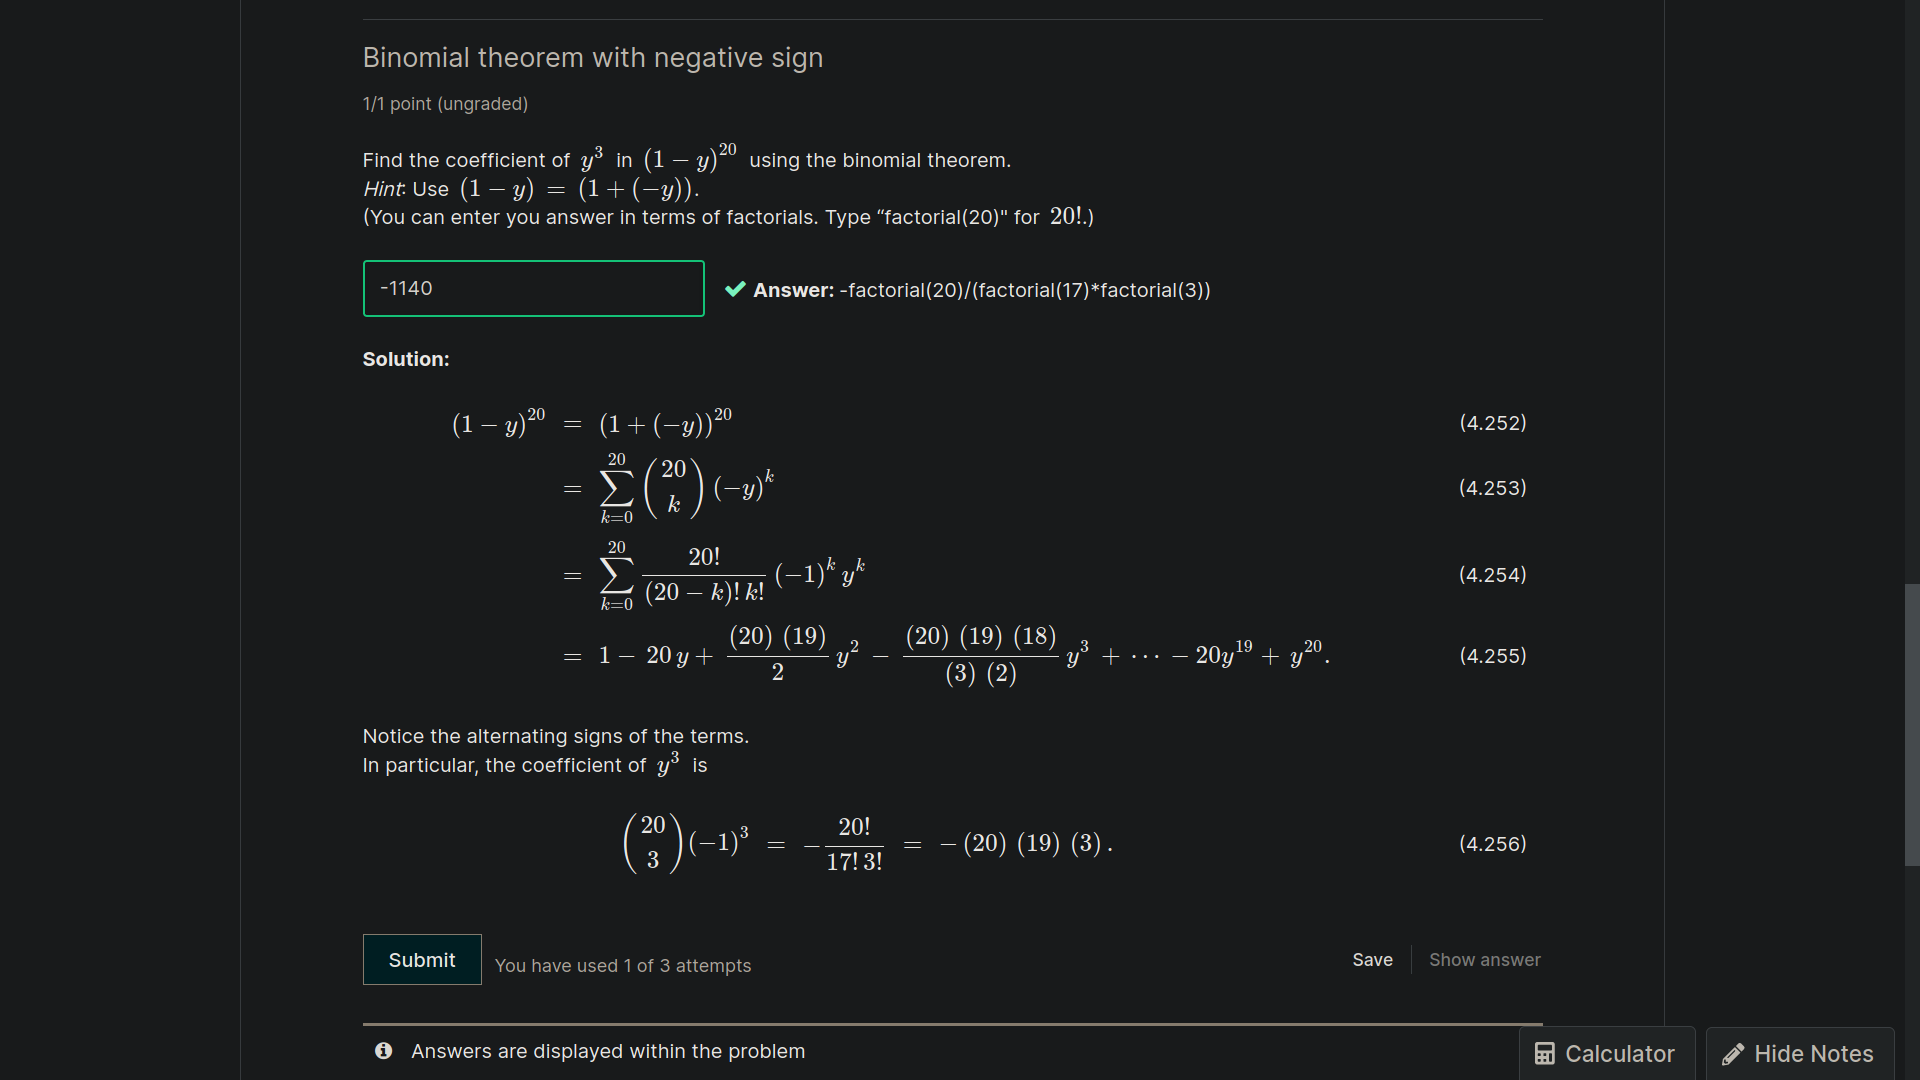 Binomial theorem with negative sign
1/1 point (ungraded)
Find the coefficient of $y^3$ in $(1 - y)^{20}$ using the binomial theorem.
Hint: Use $(1 - y) = (1 + (-y))$.
(You can enter you answer in terms of factorials. Type “factorial(20)" for $20!$.)
-1140
✔ Answer: -factorial(20)/(factorial(17)*factorial(3))
Solution:
$(1 - y)^{20} = (1 + (-y))^{20}$ (4.252)
$= \sum_{k=0}^{20} \binom{20}{k} (-y)^k$ (4.253)
$= \sum_{k=0}^{20} \frac{20!}{(20 - k)! \, k!} (-1)^k y^k$ (4.254)
$= 1 - 20y + \frac{(20)(19)}{2} y^2 - \frac{(20)(19)(18)}{(3)(2)} y^3 + \cdots - 20y^{19} + y^{20}.$ (4.255)
Notice the alternating signs of the terms.
In particular, the coefficient of $y^3$ is
$\binom{20}{3} (-1)^3 = -\frac{20!}{17! \, 3!} = -(20)(19)(3).$ (4.256)
Submit
You have used 1 of 3 attempts
Save
Show answer
Answers are displayed within the problem
Calculator
Hide Notes